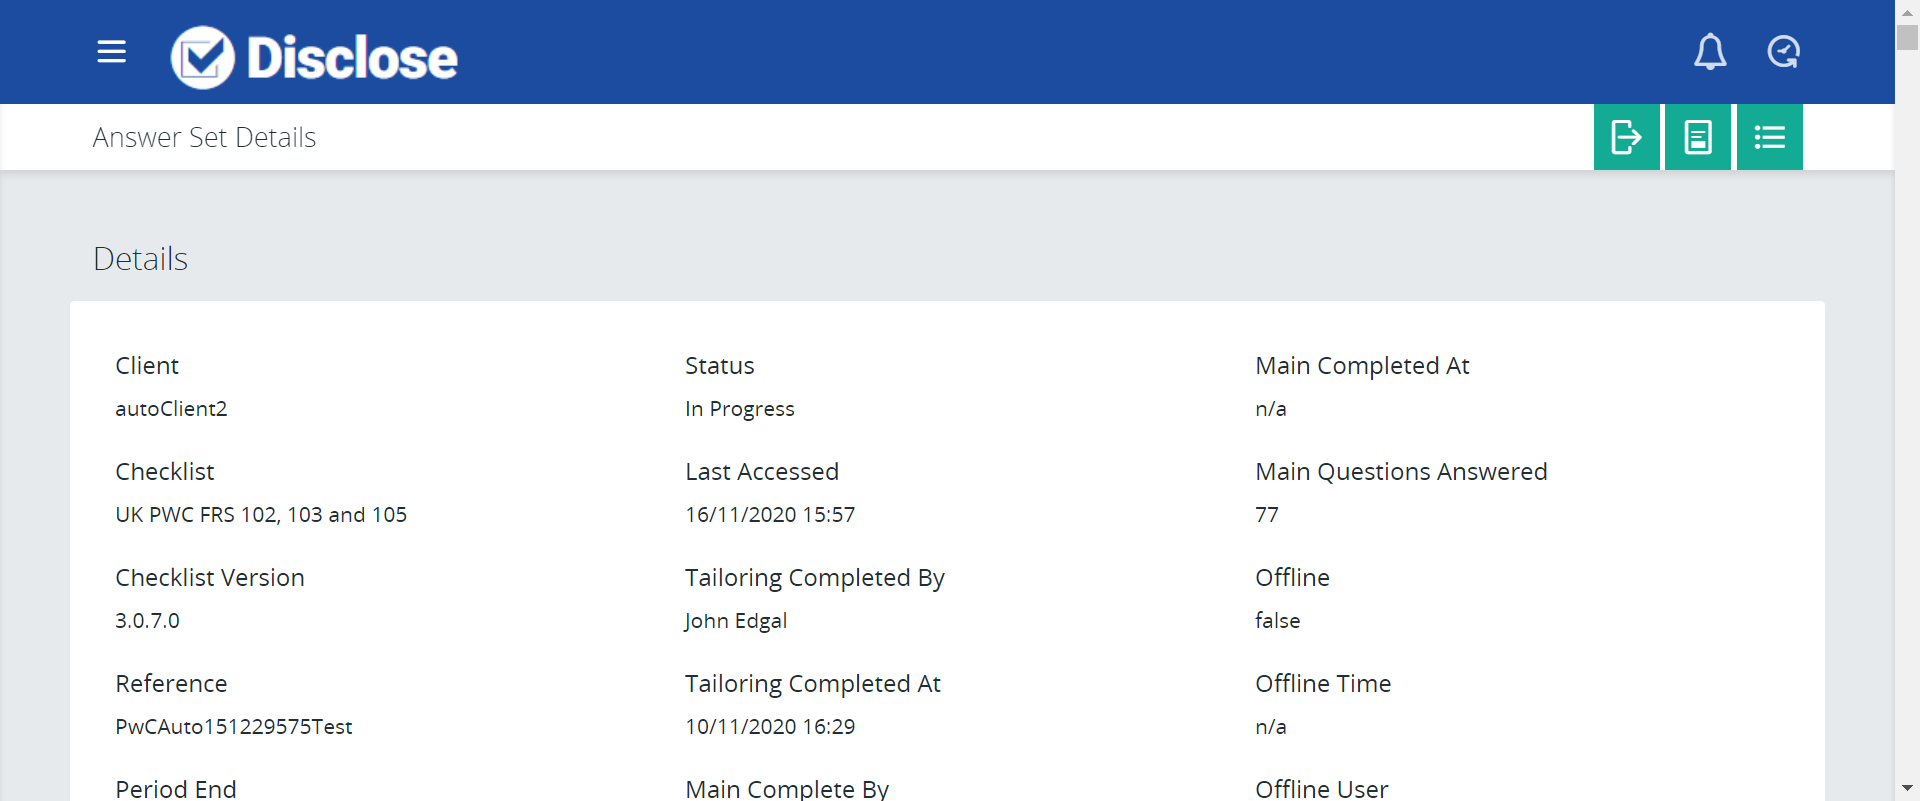 Disclose
Answer Set Details
Details
Client
autoClient2
Status
In Progress
Main Completed At
n/a
Checklist
UK PWC FRS 102, 103 and 105
Last Accessed
16/11/2020 15:57
Main Questions Answered
77
Checklist Version
3.0.7.0
Tailoring Completed By
John Edgal
Offline
false
Reference
PwCAuto151229575Test
Tailoring Completed At
10/11/2020 16:29
Offline Time
n/a
Period End
Main Complete By
Offline User